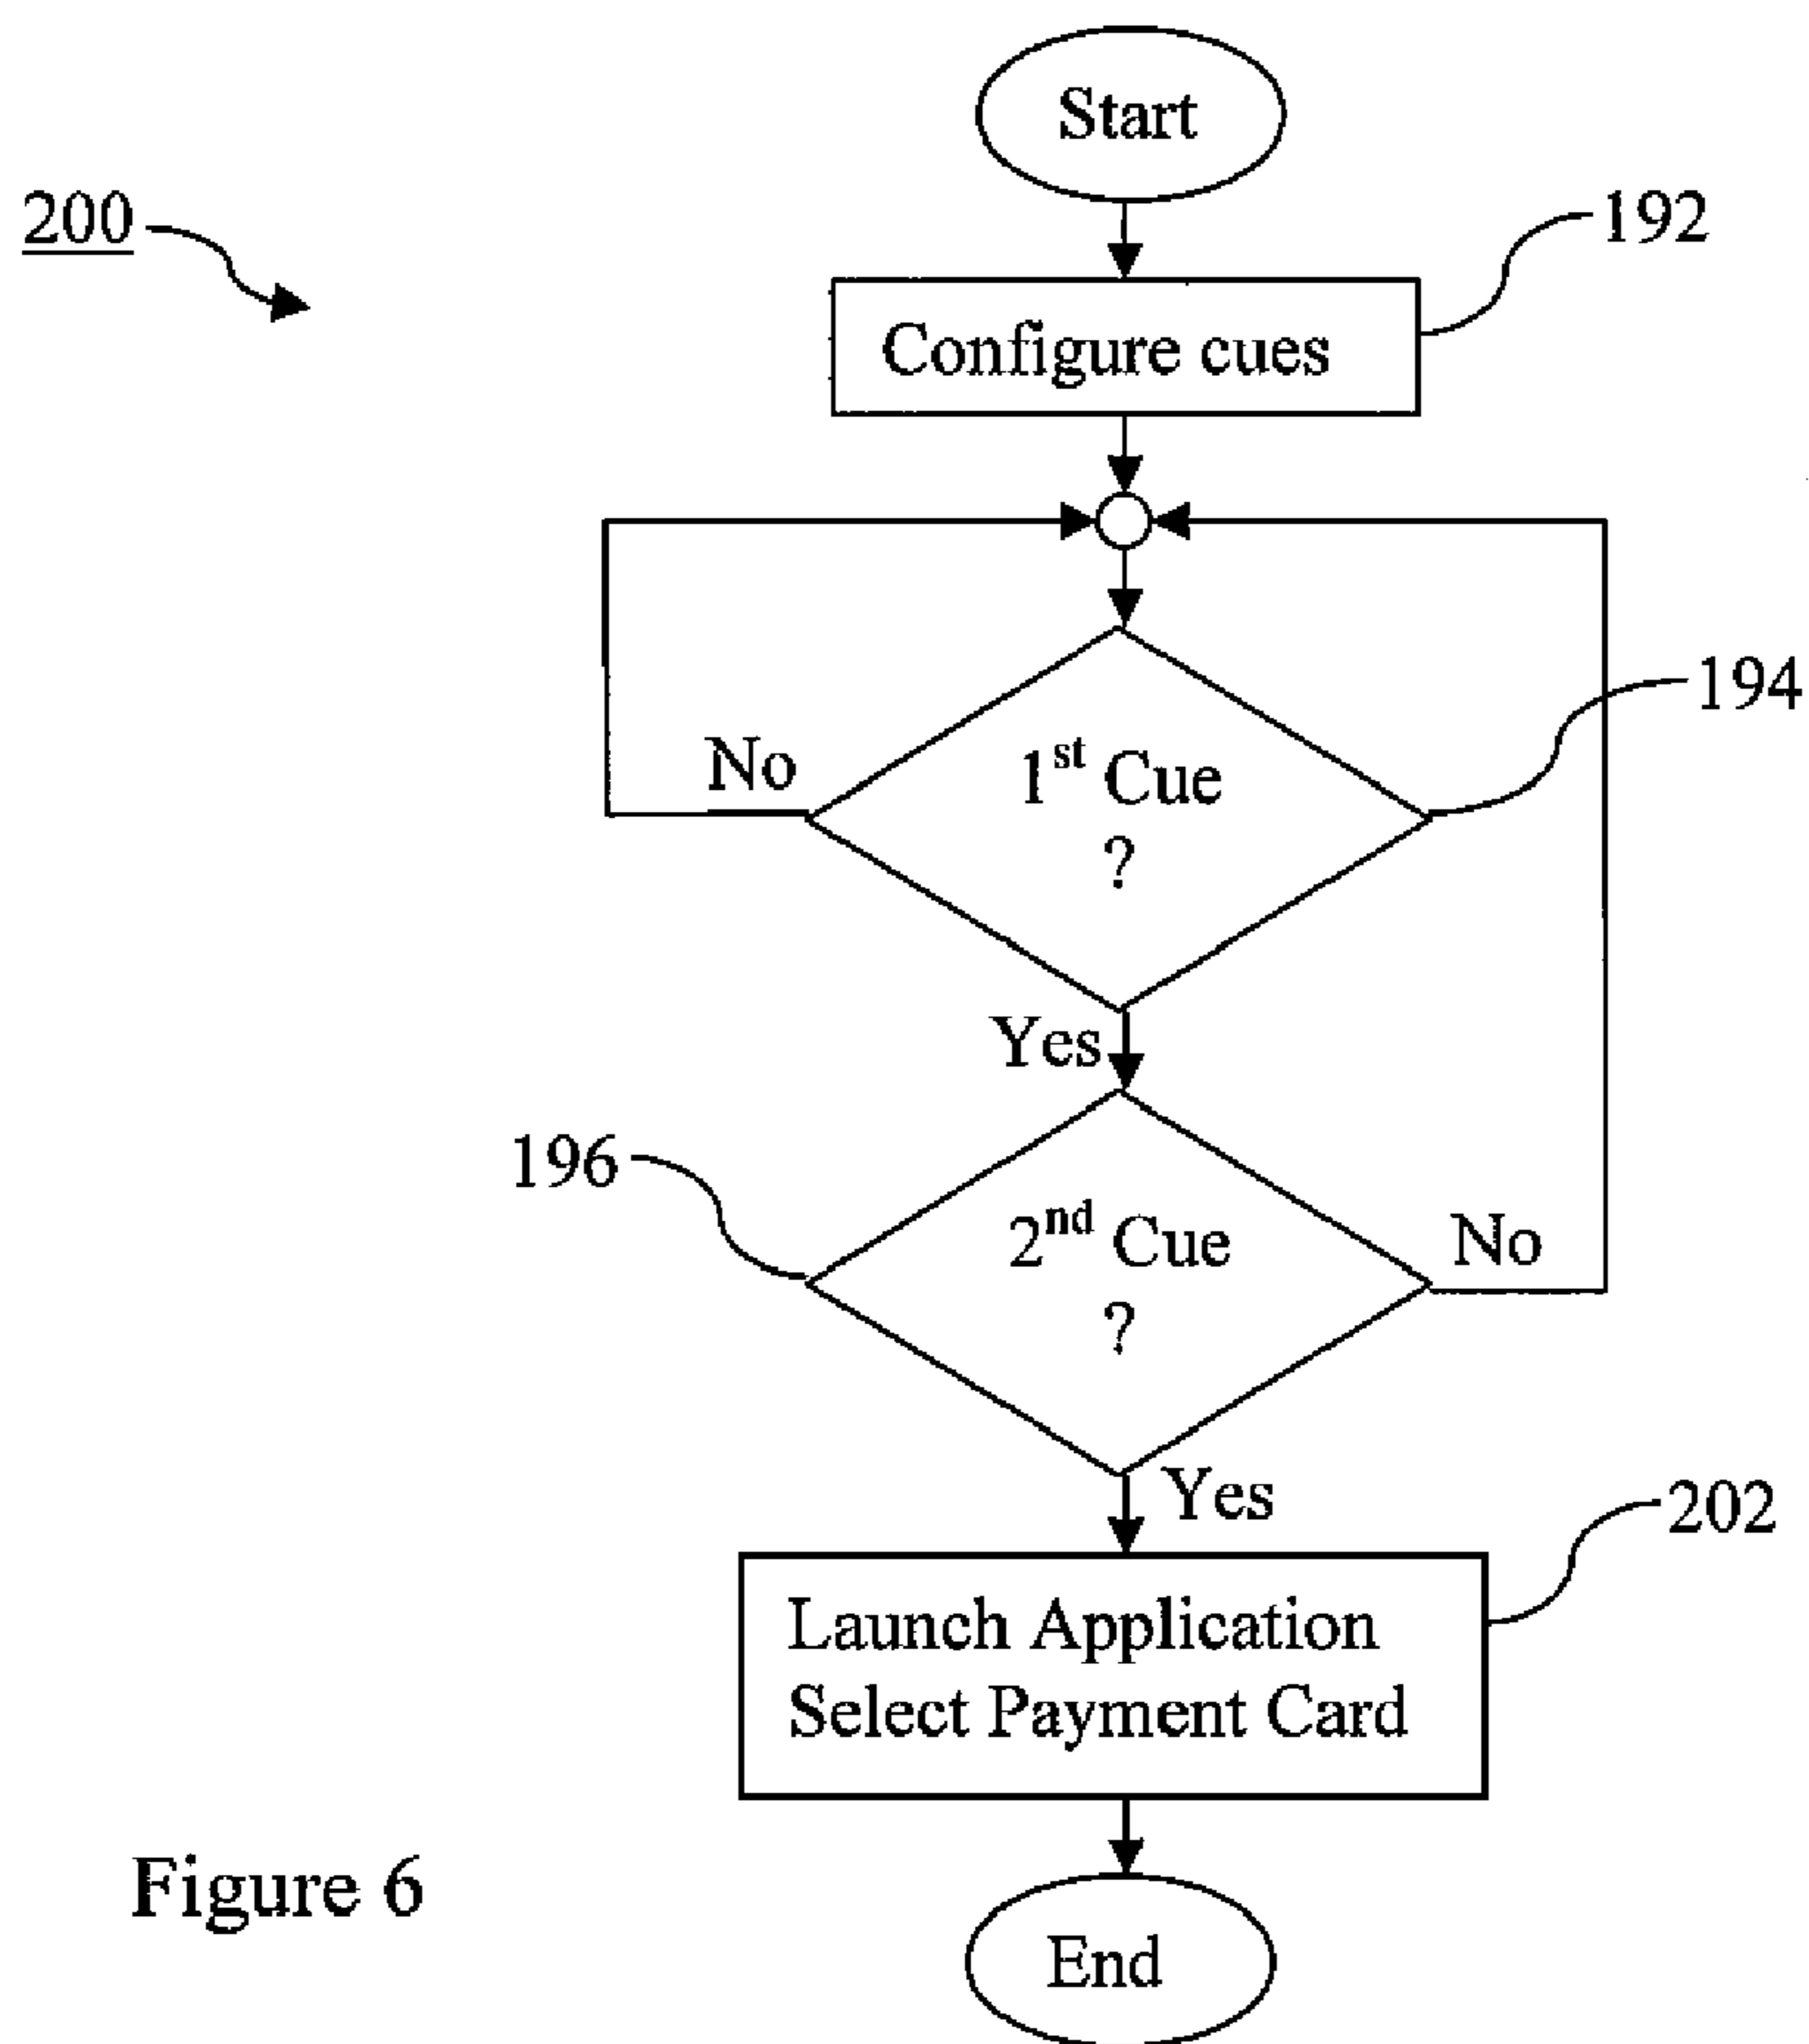 Start
200
192
Configure cues
194
No
1st Cue
?
Yes
196
2nd Cue
No
?
Yes
202
Launch Application
Select Payment Card
Figure 6
End